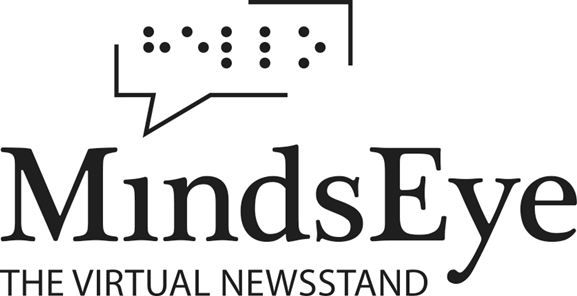 ⠓⠑⠇⠇⠕
MindsEye
THE VIRTUAL NEWSSTAND